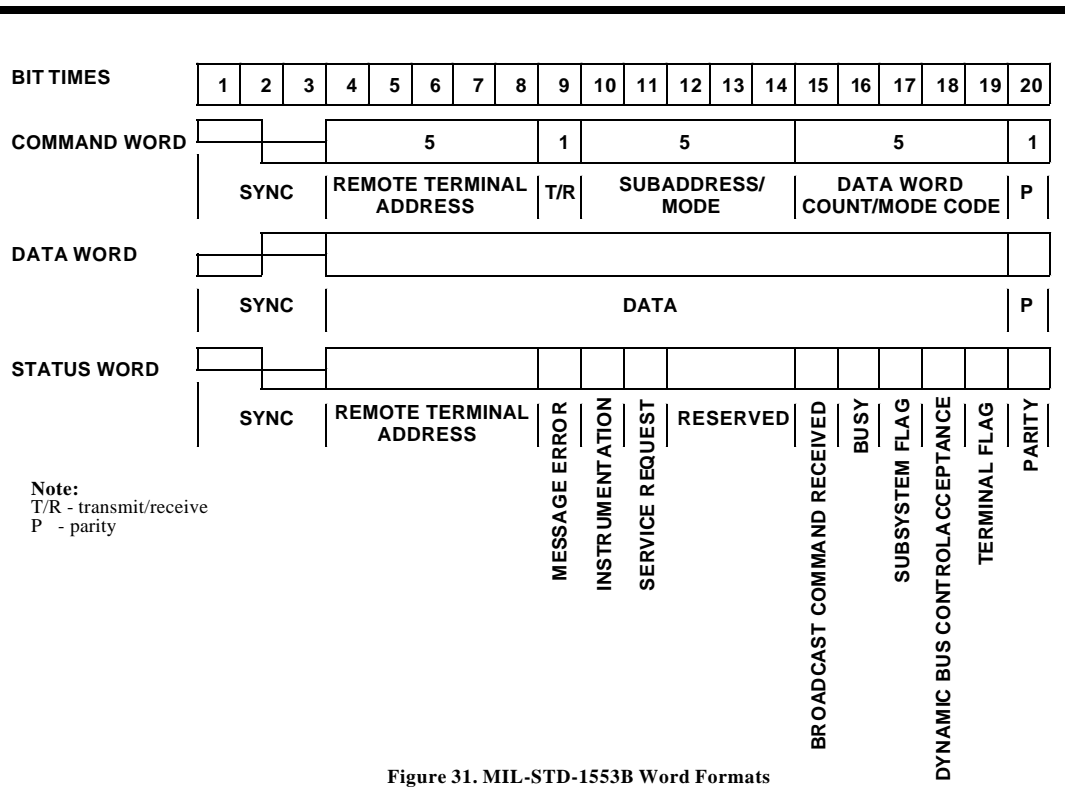 BIT TIMES 1 2 3 4 5 6 7 8 9 10 11 12 13 14 15 16 17 18 19 20
COMMAND WORD 5 1 5 5 1
SYNC REMOTE TERMINAL ADDRESS T/R SUBADDRESS/ MODE DATA WORD COUNT/MODE CODE P
DATA WORD
SYNC DATA P
STATUS WORD
SYNC REMOTE TERMINAL ADDRESS MESSAGE ERROR INSTRUMENTATION SERVICE REQUEST RESERVED BROADCAST COMMAND RECEIVED BUSY SUBSYSTEM FLAG DYNAMIC BUS CONTROL ACCEPTANCE TERMINAL FLAG PARITY
Note:
T/R - transmit/receive
P - parity
Figure 31. MIL-STD-1553B Word Formats